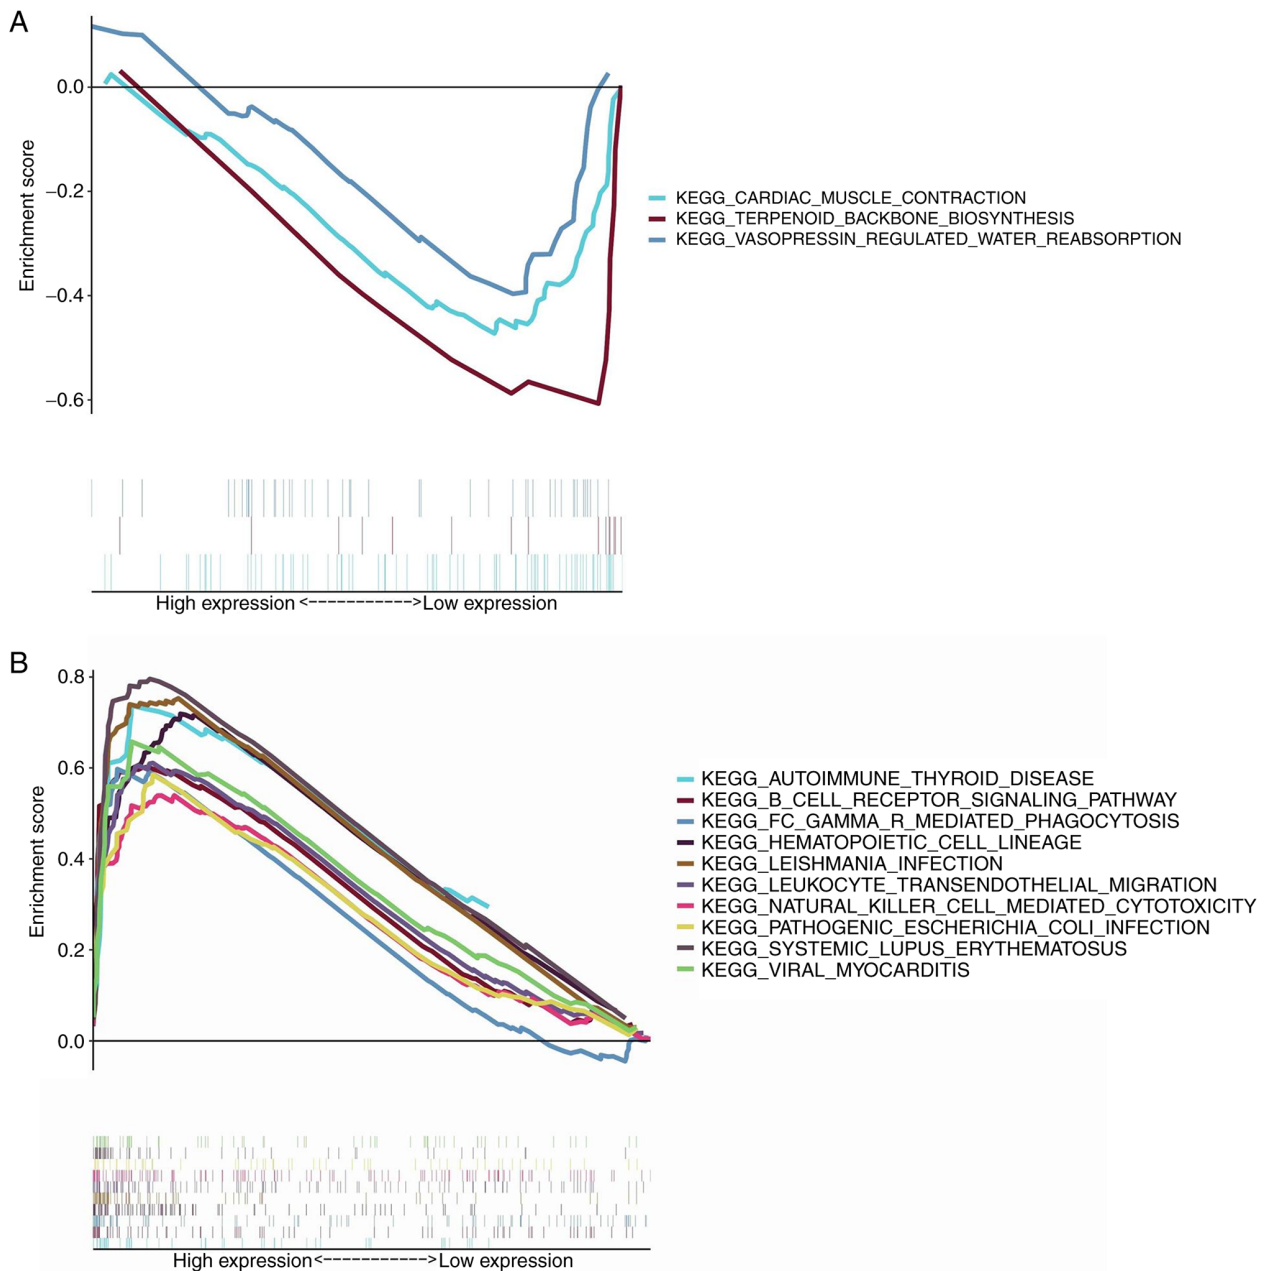 A
0.0
−0.2
−0.4
−0.6
Enrichment score
KEGG_CARDIAC_MUSCLE_CONTRACTION
KEGG_TERPENOID_BACKBONE_BIOSYNTHESIS
KEGG_VASOPRESSIN_REGULATED_WATER_REABSORPTION
High expression<------------>Low expression
B
0.8
0.6
0.4
0.2
0.0
Enrichment score
KEGG_AUTOIMMUNE_THYROID_DISEASE
KEGG_B_CELL_RECEPTOR_SIGNALING_PATHWAY
KEGG_FC_GAMMA_R_MEDIATED_PHAGOCYTOSIS
KEGG_HEMATOPOIETIC_CELL_LINEAGE
KEGG_LEISHMANIA_INFECTION
KEGG_LEUKOCYTE_TRANSENDOTHELIAL_MIGRATION
KEGG_NATURAL_KILLER_CELL_MEDIATED_CYTOTOXICITY
KEGG_PATHOGENIC_ESCHERICHIA_COLI_INFECTION
KEGG_SYSTEMIC_LUPUS_ERYTHEMATOSUS
KEGG_VIRAL_MYOCARDITIS
High expression<------------>Low expression